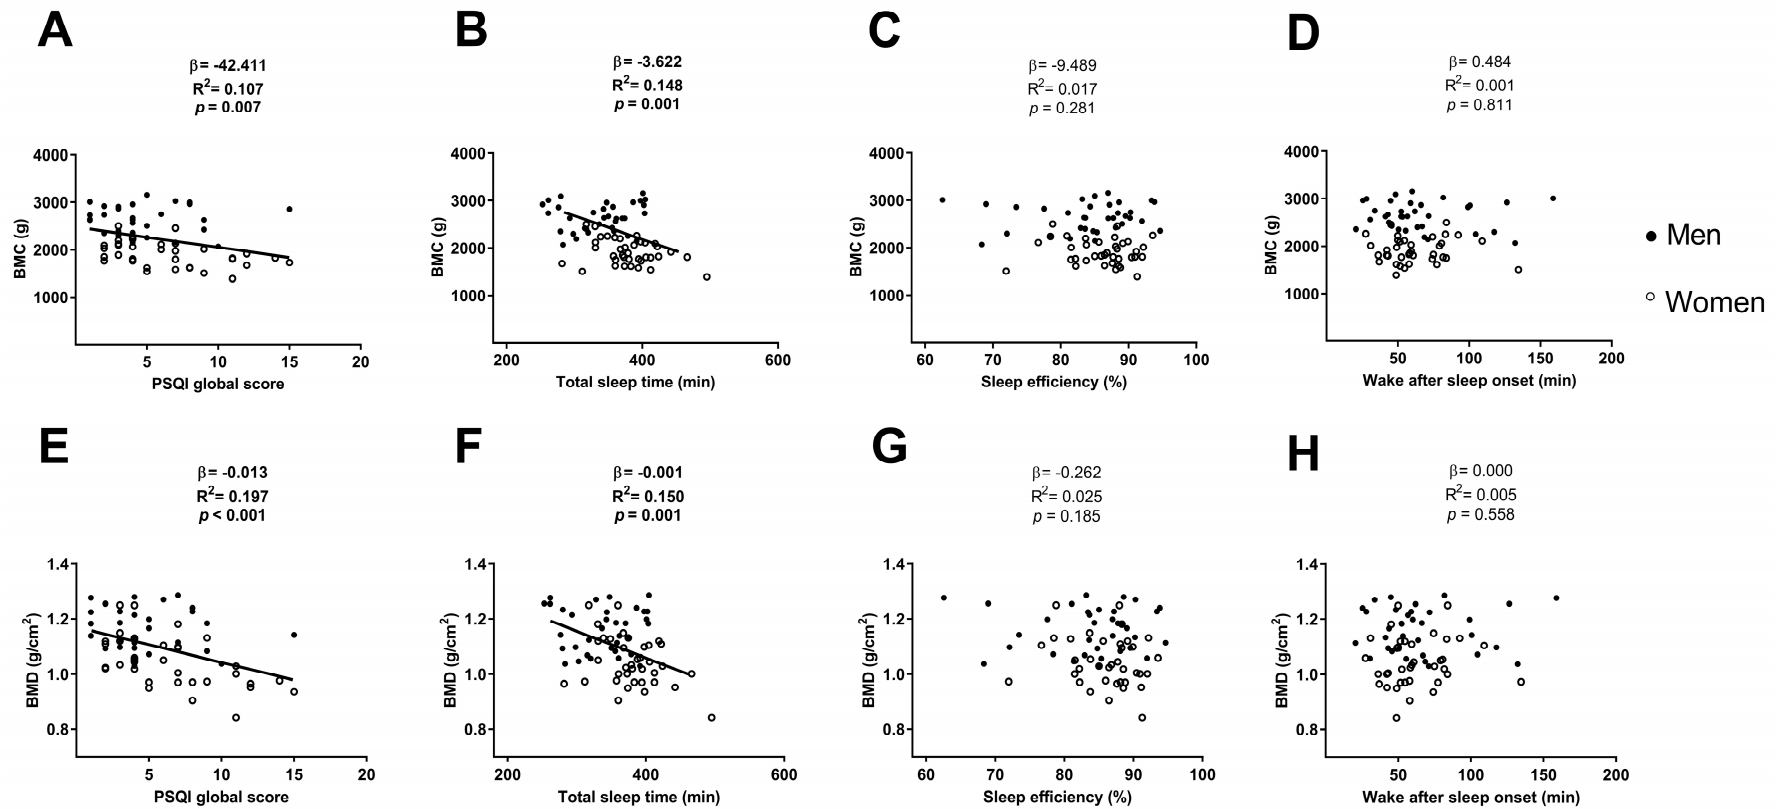 A
B
C
D
β= -42.411
R²= 0.107
p = 0.007
β= -3.622
R²= 0.148
p = 0.001
β= -9.489
R²= 0.017
p = 0.281
β= 0.484
R²= 0.001
p = 0.811
BMC (g)
4000
3000
2000
1000
5 10 15 20
PSQI global score
BMC (g)
4000
3000
2000
1000
200 400 600
Total sleep time (min)
BMC (g)
4000
3000
2000
1000
60 70 80 90 100
Sleep efficiency (%)
BMC (g)
4000
3000
2000
1000
50 100 150 200
Wake after sleep onset (min)
Men
Women
E
F
G
H
β= -0.013
R²= 0.197
p < 0.001
β= -0.001
R²= 0.150
p = 0.001
β= -0.262
R²= 0.025
p = 0.185
β= 0.000
R²= 0.005
p = 0.558
BMD (g/cm²)
1.4
1.2
1.0
0.8
5 10 15 20
PSQI global score
BMD (g/cm²)
1.4
1.2
1.0
0.8
200 400 600
Total sleep time (min)
BMD (g/cm²)
1.4
1.2
1.0
0.8
60 70 80 90 100
Sleep efficiency (%)
BMD (g/cm²)
1.4
1.2
1.0
0.8
50 100 150 200
Wake after sleep onset (min)